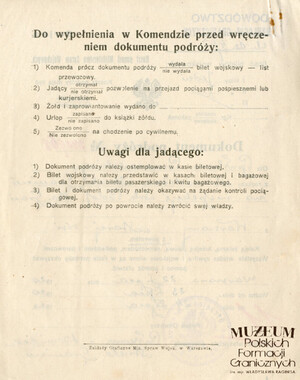 Do wypełnienia w Komendzie przed wręcze-
niem dokumentu podróży:
1) Komenda prócz dokumentu podróży wydała / nie wydała bilet wojskowy — list
przewozowy.
2) Jadący otrzymał / nie otrzymał pozwolenie na przejazd pociągami pospiesznemi lub
kurjerskiemi.
3) Żołd i zaprowiantowanie wydano do
4) Urlop zapisano / nie zapisano do książki żołdu.
5) Zezwolono / Nie zezwolono na chodzenie po cywilnemu.
Uwagi dla jadącego:
1) Dokument podróży należy ostemplować w kasie biletowej.
2) Bilet wojskowy należy przedstawić w kasach biletowej i bagażowej
dla otrzymania biletu pasażerskiego i kwitu bagażowego.
3) Bilet i dokument podróży należy okazywać na żądanie kontroli pocią-
gowej.
4) Dokument podróży po powrocie należy zwrócić swej władzy.
Zakłady Graficzne Min. Spraw Wojsk. w Warszawie.
MUZEUM
Polskich
Formacji
Granicznych